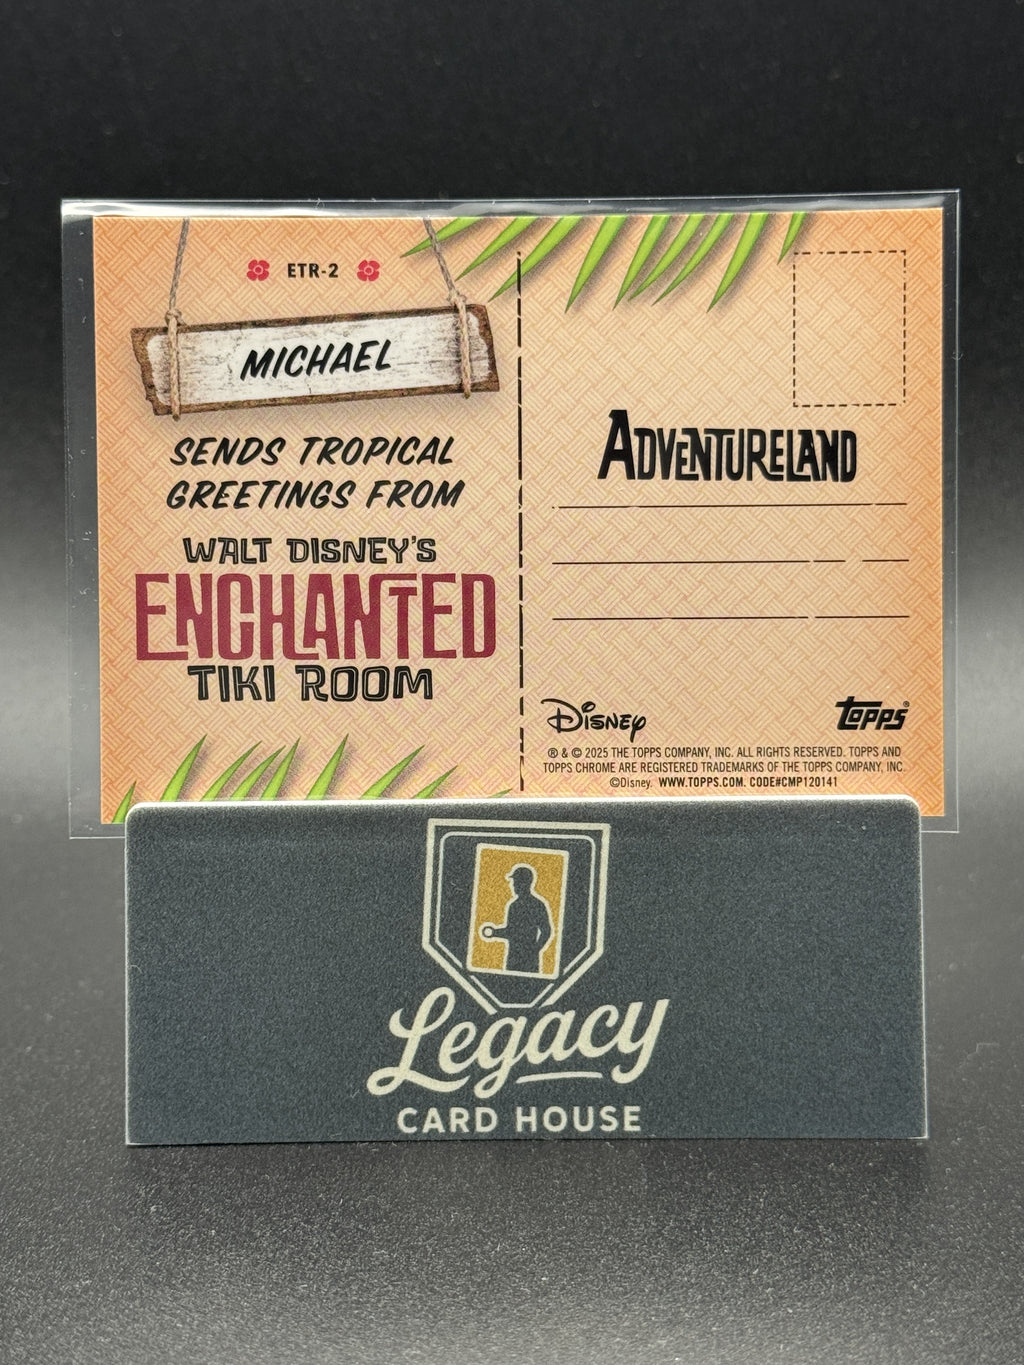 ETR-2
MICHAEL
SENDS TROPICAL
GREETINGS FROM
WALT DISNEY'S
ENCHANTED
TIKI ROOM
ADVENTURELAND
Disney
Topps®
® & © 2025 THE TOPPS COMPANY, INC. ALL RIGHTS RESERVED. TOPPS AND
TOPPS CHROME ARE REGISTERED TRADEMARKS OF THE TOPPS COMPANY, INC.
©Disney. WWW.TOPPS.COM. CODE#CMP120141
Legacy
CARD HOUSE